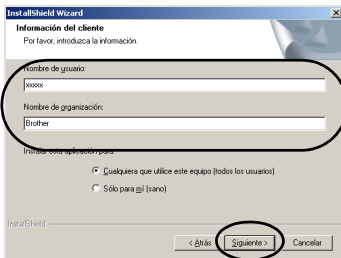 InstallShield Wizard
Información del cliente
Por favor, introduzca la información.
Nombre de usuario:
xxxxx
Nombre de organización:
Brother
Instalar esta aplicación para:
Cualquiera que utilice este equipo (todos los usuarios)
Sólo para mí (sano)
InstallShield
< Atrás
Siguiente >
Cancelar